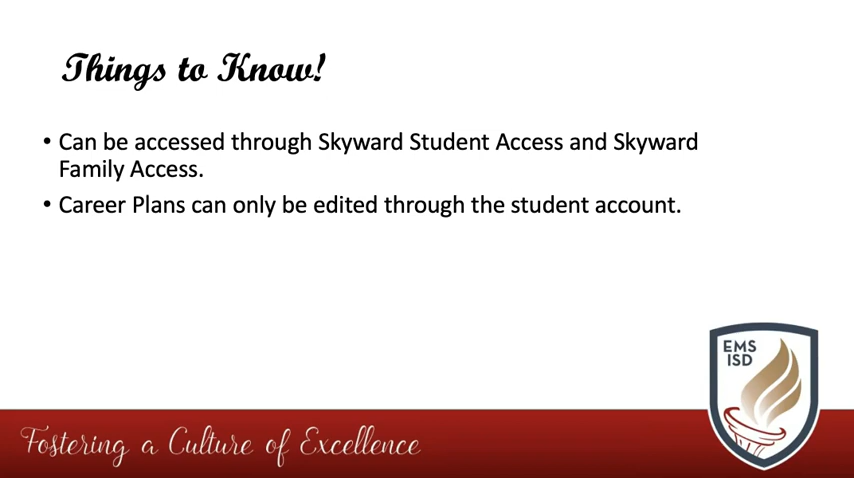 Things to Know!
• Can be accessed through Skyward Student Access and Skyward
Family Access.
• Career Plans can only be edited through the student account.
EMS
ISD
Fostering a Culture of Excellence